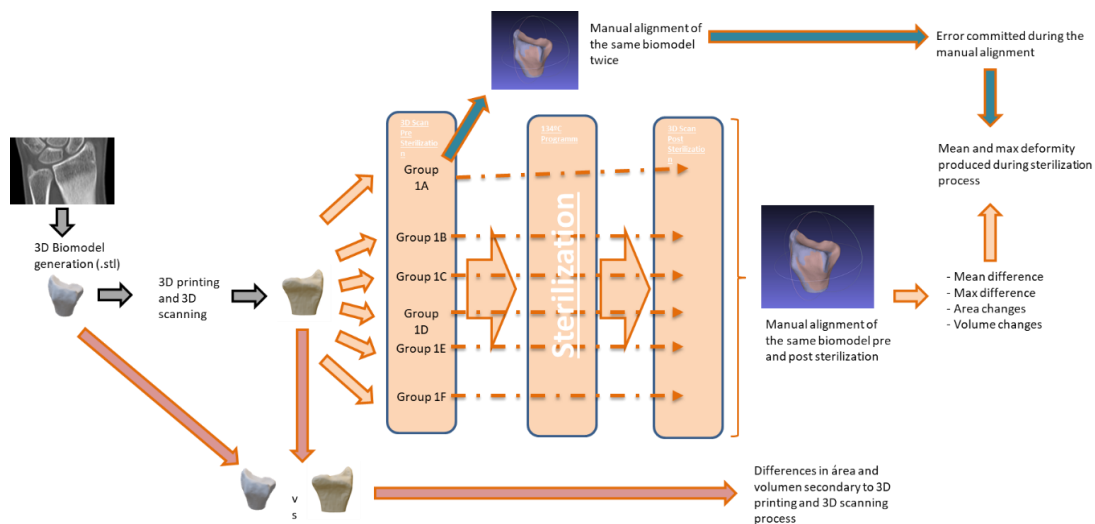 Manual alignment of
the same biomodel
twice
Error committed during the
manual alignment
3D Scan
Pre
Sterilizatio
n
134ºC
Programme
3D Scan
Post
Sterilizatio
n
Mean and max deformity
produced during sterilization
process
Group
1A
Group 1B
Group 1C
Group
1D
Group 1E
Group 1F
Sterilization
3D Biomodel
generation (.stl)
3D printing
and 3D
scanning
- Mean difference
- Max difference
- Area changes
- Volume changes
Manual alignment of
the same biomodel pre
and post sterilization
v
s
Differences in área and
volumen secondary to 3D
printing and 3D scanning
process